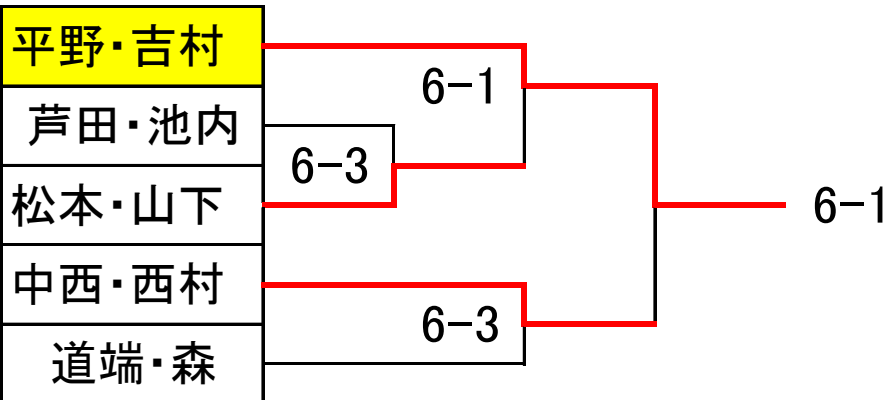 平野・吉村
6-1
芦田・池内
6-3
松本・山下
6-1
中西・西村
6-3
道端・森